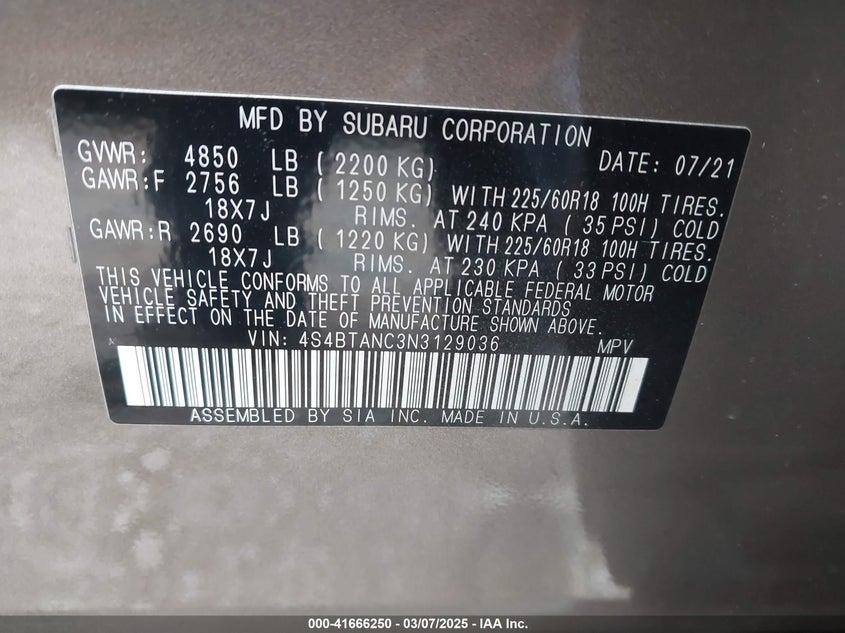 MFD BY SUBARU CORPORATION
GVWR: 4850 LB ( 2200 KG) DATE: 07/21
GAWR:F 2756 LB ( 1250 KG) WITH 225/60R18 100H TIRES.
18X7J RIMS. AT 240 KPA ( 35 PSI) COLD
GAWR:R 2690 LB ( 1220 KG) WITH 225/60R18 100H TIRES.
18X7J RIMS. AT 230 KPA ( 33 PSI) COLD
THIS VEHICLE CONFORMS TO ALL APPLICABLE FEDERAL MOTOR
VEHICLE SAFETY AND THEFT PREVENTION STANDARDS
IN EFFECT ON THE DATE OF MANUFACTURE SHOWN ABOVE.
VIN: 4S4BTANC3N3129036 MPV
ASSEMBLED BY SIA INC. MADE IN U.S.A.
000-41666250 - 03/07/2025 - IAA Inc.